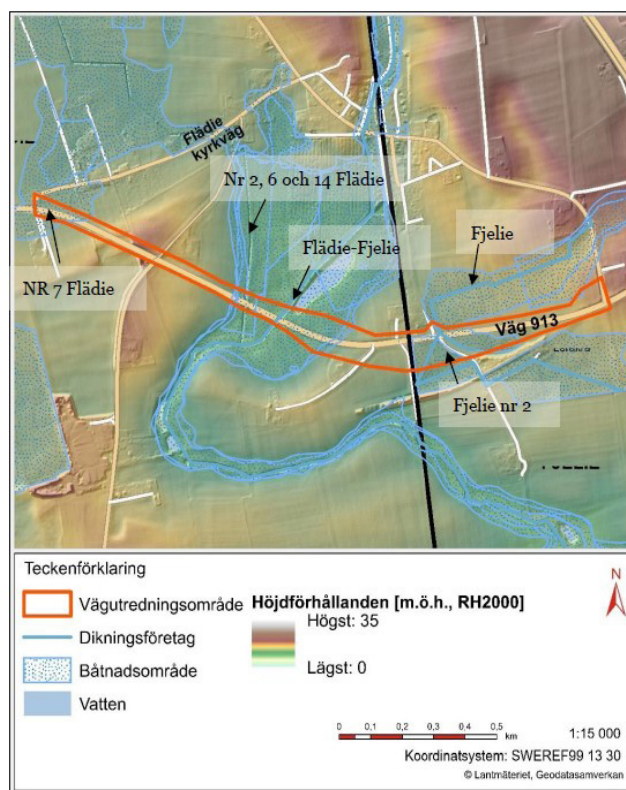 Flädie
kyrkväg
Nr 2, 6 och 14 Flädie
Flädie-Fjelie
Fjelie
NR 7 Flädie
Väg 913
Fjelie nr 2
Teckenförklaring
Vägutredningsområde
Dikningsföretag
Båtnadsområde
Vatten
Höjdförhållanden [m.ö.h., RH2000]
Högst: 35
Lägst: 0
N
0 0,1 0,2 0,3 0,4 0,5
km
1:15 000
Koordinatsystem: SWEREF99 13 30
© Lantmäteriet, Geodatasamverkan